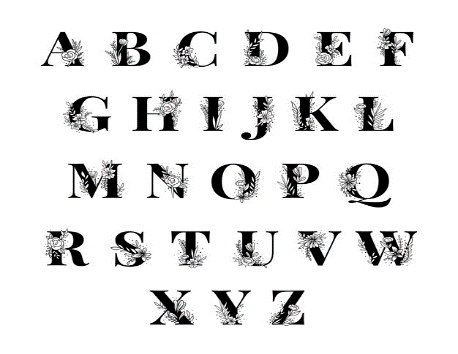 A B C D E F
G H I J K L
M N O P Q
R S T U V W
X Y Z